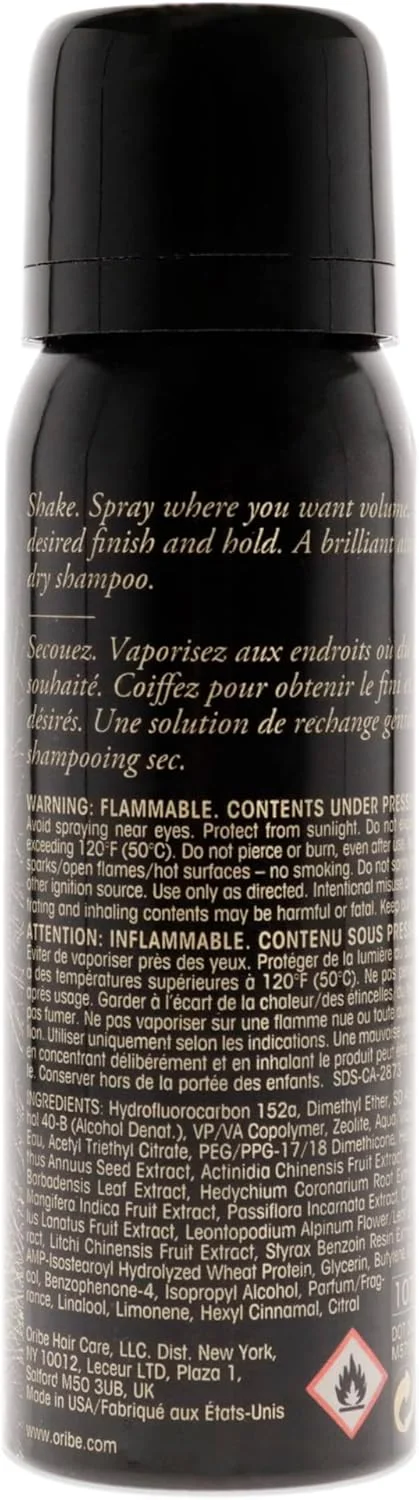 Shake. Spray where you want volume.
desired finish and hold. A brilliant
dry shampoo.
Secouez. Vaporisez aux endroits où du
souhaité. Coiffez pour obtenir le fini e
désirés. Une solution de rechange gén
shampooing sec.
WARNING: FLAMMABLE. CONTENTS UNDER PRESS
Avoid spraying near eyes. Protect from sunlight. Do not
exceeding 120°F (50°C). Do not pierce or burn, even after use.
sparks/open flames/hot surfaces – no smoking. Do not
other ignition source. Use only as directed. Intentional misuse
trating and inhaling contents may be harmful or fatal. Keep
ATTENTION: INFLAMMABLE. CONTENU SOUS PRES
Éviter de vaporiser près des yeux. Protéger de la lumière
à des températures supérieures à 120°F (50°C). Ne pas
après usage. Garder à l'écart de la chaleur/des étincelles
pas fumer. Ne pas vaporiser sur une flamme nue ou toute
ion. Utiliser uniquement selon les indications. Une mauvaise
en concentrant délibérément et en inhalant le produit peut
le. Conserver hors de la portée des enfants. SDS-CA-2873
INGREDIENTS: Hydrofluorocarbon 152a, Dimethyl Ether, SD
hol 40-B (Alcohol Denat.), VP/VA Copolymer, Zeolite, Aqua
Eau, Acetyl Triethyl Citrate, PEG/PPG-17/18 Dimethicone,
thus Annuus Seed Extract, Actinidia Chinensis Fruit Extract
Barbadensis Leaf Extract, Hedychium Coronarium Root
Mangifera Indica Fruit Extract, Passiflora Incarnata Extract,
lus Lanatus Fruit Extract, Leontopodium Alpinum Flower/Leaf
ract, Litchi Chinensis Fruit Extract, Styrax Benzoin Resin
AMP-Isostearoyl Hydrolyzed Wheat Protein, Glycerin, Butylene
col, Benzophenone-4, Isopropyl Alcohol, Parfum/Frag-
rance, Linalool, Limonene, Hexyl Cinnamal, Citral
Oribe Hair Care, LLC. Dist. New York,
NY 10012, Leceur LTD, Plaza 1,
Salford M50 3UB, UK
Made in USA/Fabriqué aux États-Unis
www.oribe.com
10
DOT